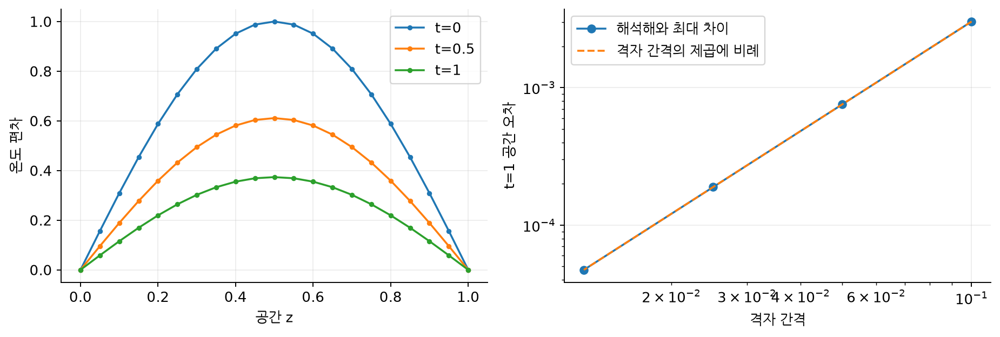 1.0
0.8
0.6
0.4
0.2
0.0
온도 편차
0.0 0.2 0.4 0.6 0.8 1.0
공간 z
t=0
t=0.5
t=1
10⁻³
10⁻⁴
t=1 공간 오차
해석해와 최대 차이
격자 간격의 제곱에 비례
2 × 10⁻² 3 × 10⁻² 4 × 10⁻² 6 × 10⁻² 10⁻¹
격자 간격